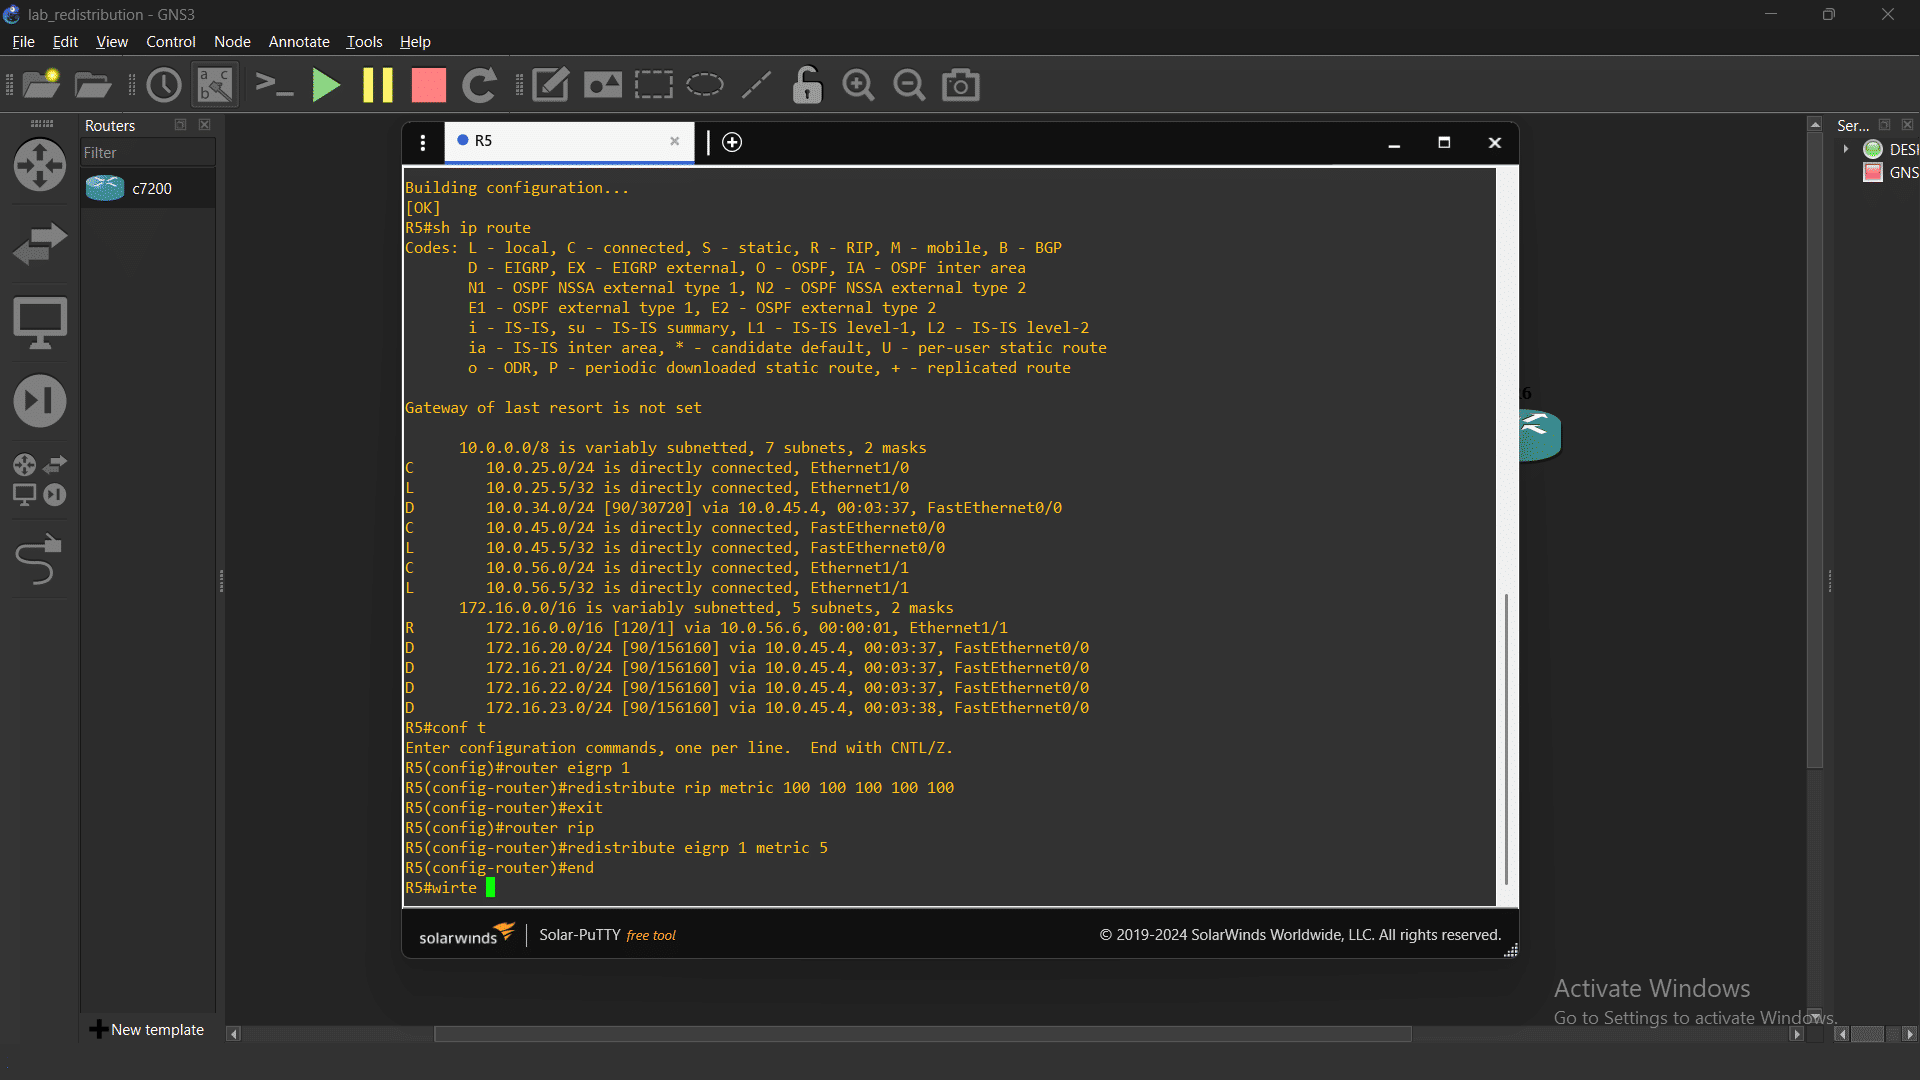 lab_redistribution - GNS3
File Edit View Control Node Annotate Tools Help
Routers
Filter
c7200
New template
R5
Building configuration...
[OK]
R5#sh ip route
Codes: L - local, C - connected, S - static, R - RIP, M - mobile, B - BGP
D - EIGRP, EX - EIGRP external, O - OSPF, IA - OSPF inter area
N1 - OSPF NSSA external type 1, N2 - OSPF NSSA external type 2
E1 - OSPF external type 1, E2 - OSPF external type 2
i - IS-IS, su - IS-IS summary, L1 - IS-IS level-1, L2 - IS-IS level-2
ia - IS-IS inter area, * - candidate default, U - per-user static route
o - ODR, P - periodic downloaded static route, + - replicated route
Gateway of last resort is not set
10.0.0.0/8 is variably subnetted, 7 subnets, 2 masks
C 10.0.25.0/24 is directly connected, Ethernet1/0
L 10.0.25.5/32 is directly connected, Ethernet1/0
D 10.0.34.0/24 [90/30720] via 10.0.45.4, 00:03:37, FastEthernet0/0
C 10.0.45.0/24 is directly connected, FastEthernet0/0
L 10.0.45.5/32 is directly connected, FastEthernet0/0
C 10.0.56.0/24 is directly connected, Ethernet1/1
L 10.0.56.5/32 is directly connected, Ethernet1/1
172.16.0.0/16 is variably subnetted, 5 subnets, 2 masks
R 172.16.0.0/16 [120/1] via 10.0.56.6, 00:00:01, Ethernet1/1
D 172.16.20.0/24 [90/156160] via 10.0.45.4, 00:03:37, FastEthernet0/0
D 172.16.21.0/24 [90/156160] via 10.0.45.4, 00:03:37, FastEthernet0/0
D 172.16.22.0/24 [90/156160] via 10.0.45.4, 00:03:37, FastEthernet0/0
D 172.16.23.0/24 [90/156160] via 10.0.45.4, 00:03:38, FastEthernet0/0
R5#conf t
Enter configuration commands, one per line. End with CNTL/Z.
R5(config)#router eigrp 1
R5(config-router)#redistribute rip metric 100 100 100 100 100
R5(config-router)#exit
R5(config)#router rip
R5(config-router)#redistribute eigrp 1 metric 5
R5(config-router)#end
R5#wirte
solarwinds
Solar-PuTTY free tool
© 2019-2024 SolarWinds Worldwide, LLC. All rights reserved.
Ser...
DESH
GNS
Activate Windows
Go to Settings to activate Windows.